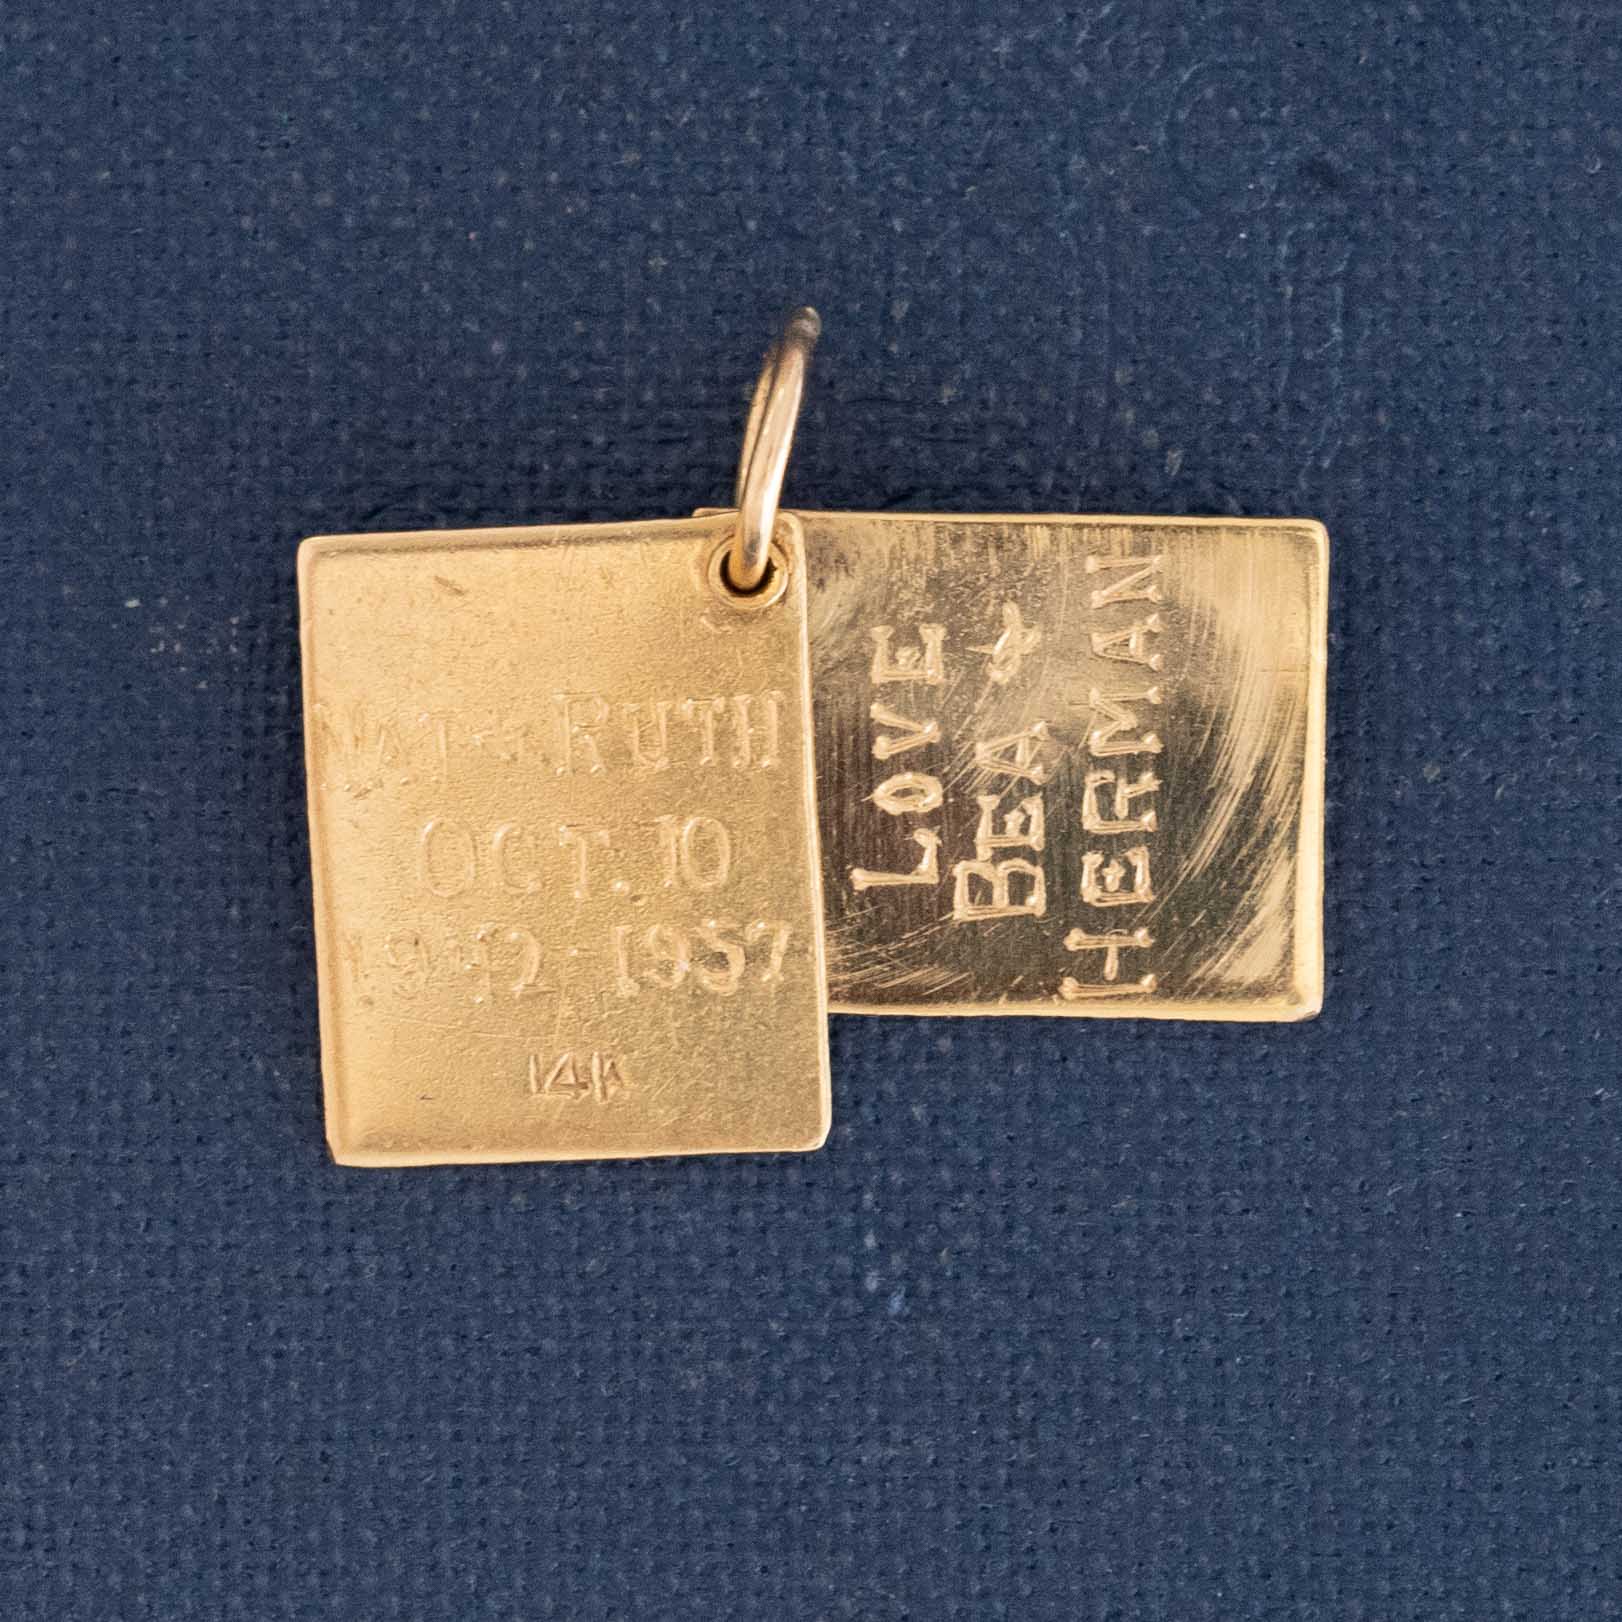 NAT & RUTH
OCT. 10
1942-1957
14K
LOVE
BEA &
HERMAN